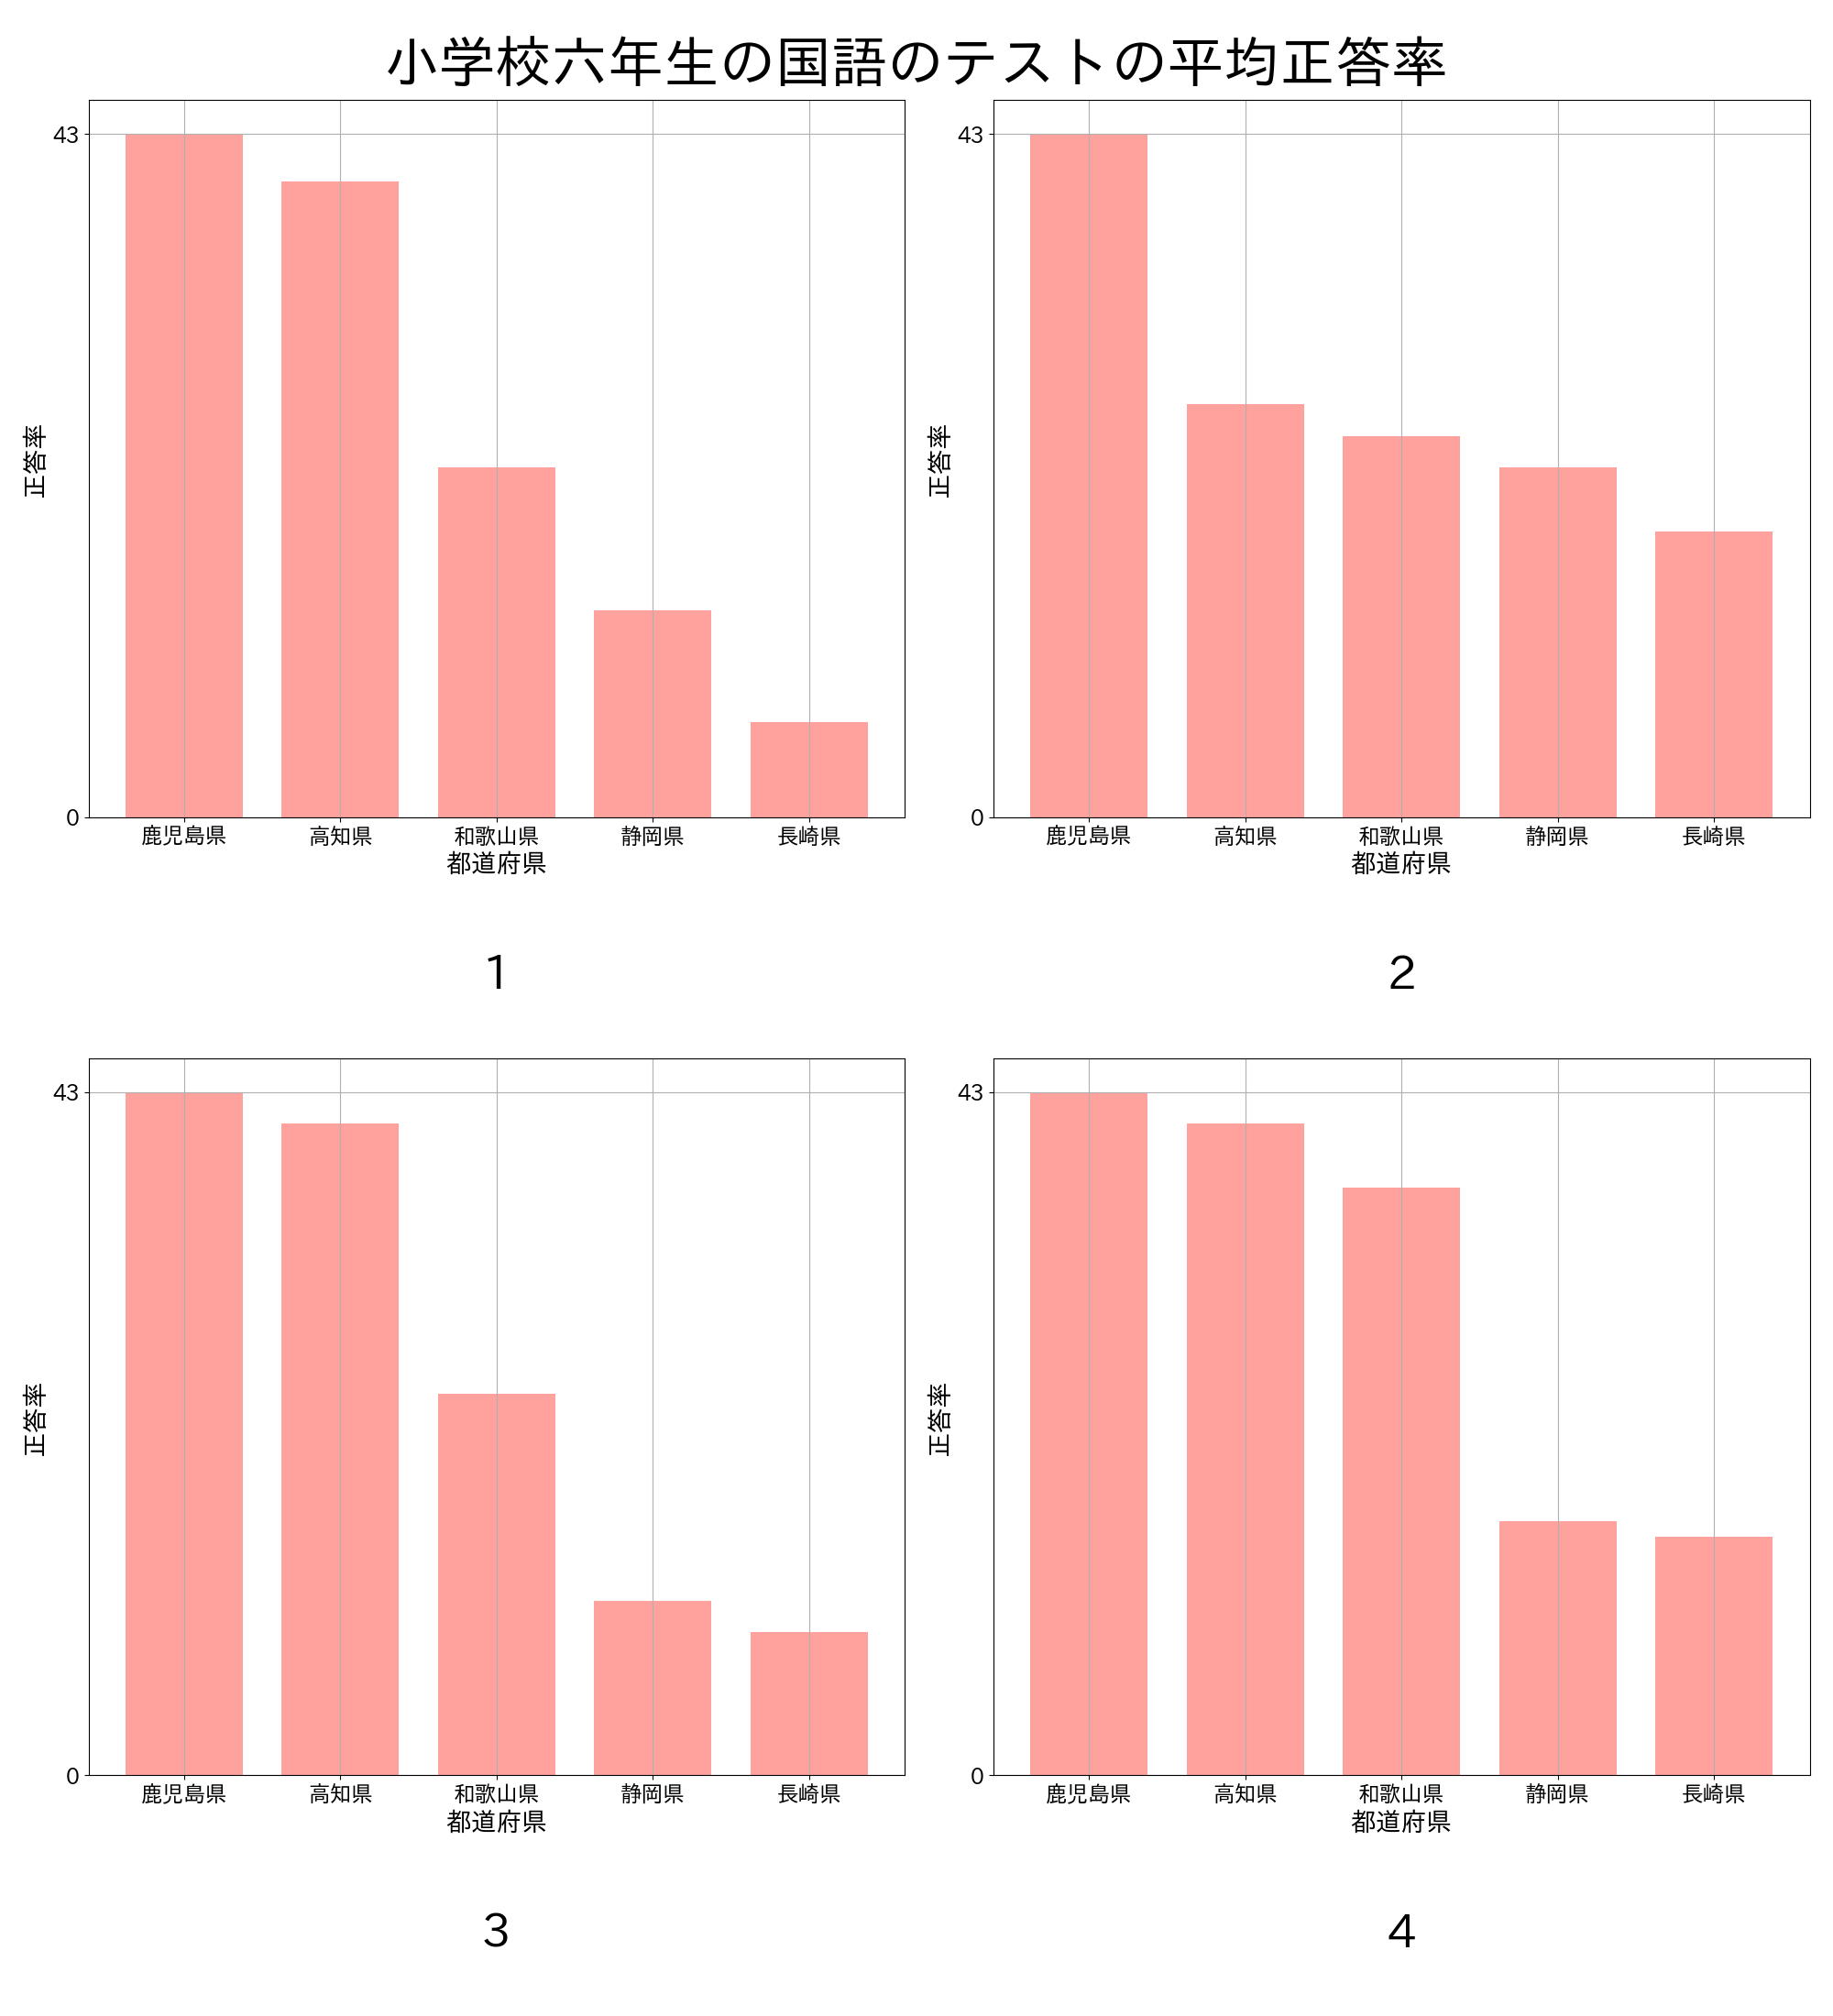 小学校六年生の国語のテストの平均正答率
43
0
正答率
鹿児島県 高知県 和歌山県 静岡県 長崎県
都道府県
1
43
0
正答率
鹿児島県 高知県 和歌山県 静岡県 長崎県
都道府県
2
43
0
正答率
鹿児島県 高知県 和歌山県 静岡県 長崎県
都道府県
3
43
0
正答率
鹿児島県 高知県 和歌山県 静岡県 長崎県
都道府県
4